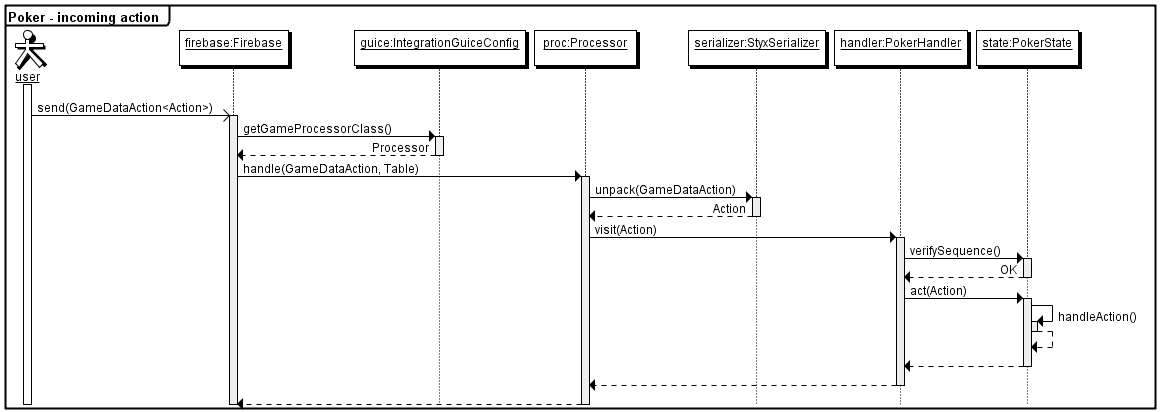 Poker - incoming action
user
firebase:Firebase
guice:IntegrationGuiceConfig
proc:Processor
serializer:StyxSerializer
handler:PokerHandler
state:PokerState
send(GameDataAction<Action>)
getGameProcessorClass()
Processor
handle(GameDataAction, Table)
unpack(GameDataAction)
Action
visit(Action)
verifySequence()
OK
act(Action)
handleAction()